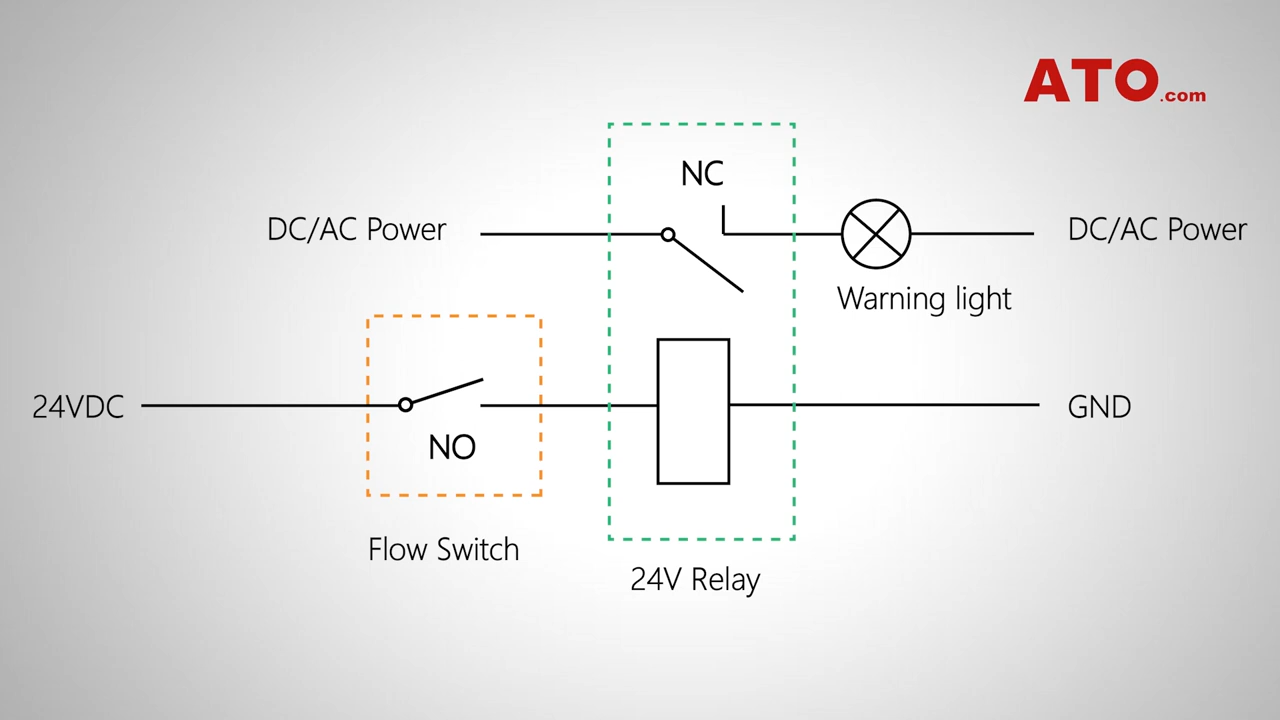 ATO.com
NC
DC/AC Power
DC/AC Power
Warning light
24VDC
NO
GND
Flow Switch
24V Relay